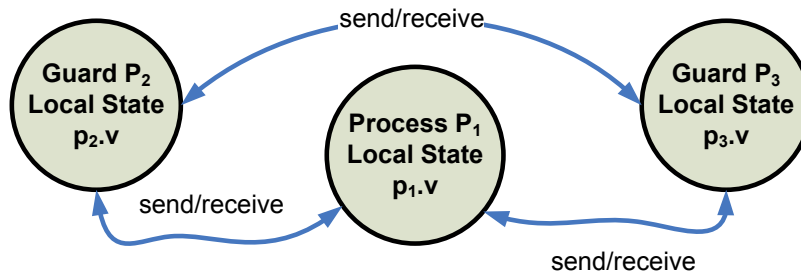 send/receive
Guard P₂
Local State
p₂.v
Process P₁
Local State
p₁.v
Guard P₃
Local State
p₃.v
send/receive
send/receive